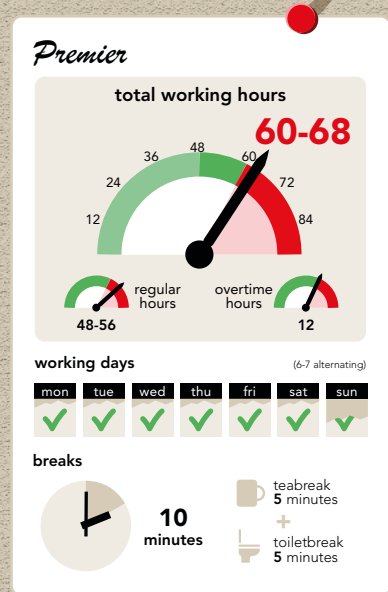 Premier
total working hours
60-68
12
24
36
48
60
72
84
regular
hours
48-56
overtime
hours
12
working days
(6-7 alternating)
mon tue wed thu fri sat sun
breaks
10
minutes
teabreak
5 minutes
+
toiletbreak
5 minutes